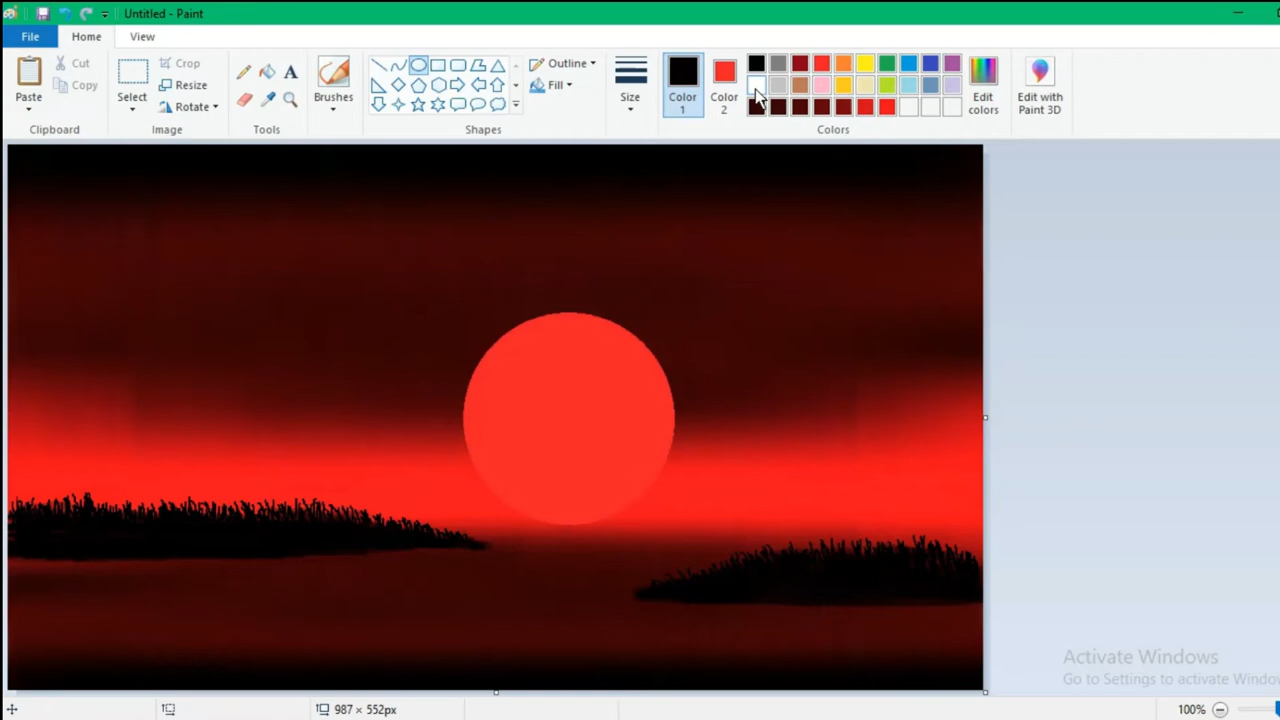 Untitled - Paint
File Home View
Paste Cut Copy
Clipboard
Select Crop Resize Rotate
Image
A
Tools
Brushes
Outline Fill
Shapes
Size
Color 1
Color 2
Edit colors
Colors
Edit with Paint 3D
Activate Windows
Go to Settings to activate Windo
987 × 552px
100%